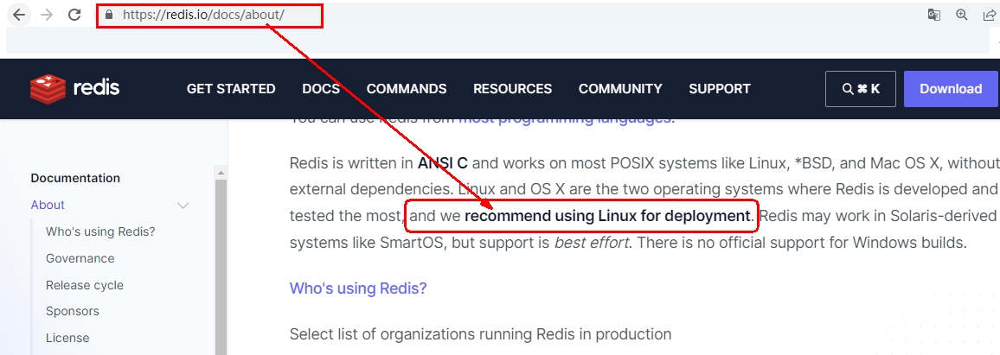 https://redis.io/docs/about/
redis
GET STARTED DOCS COMMANDS RESOURCES COMMUNITY SUPPORT
⌘ K
Download
You can use Redis from most programming languages.
Documentation
About
Who's using Redis?
Governance
Release cycle
Sponsors
License
Redis is written in ANSI C and works on most POSIX systems like Linux, *BSD, and Mac OS X, without
external dependencies. Linux and OS X are the two operating systems where Redis is developed and
tested the most, and we recommend using Linux for deployment. Redis may work in Solaris-derived
systems like SmartOS, but support is best effort. There is no official support for Windows builds.
Who's using Redis?
Select list of organizations running Redis in production